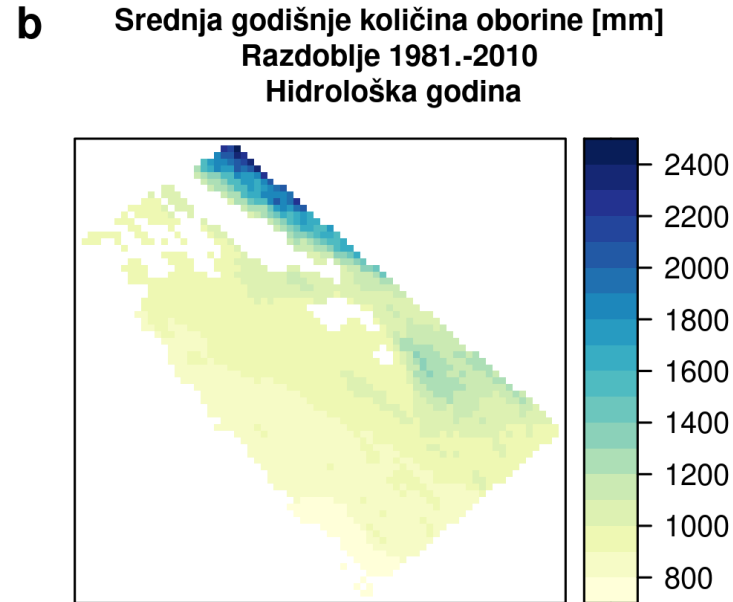 b
Srednja godišnje količina oborine [mm]
Razdoblje 1981.-2010
Hidrološka godina
2400
2200
2000
1800
1600
1400
1200
1000
800